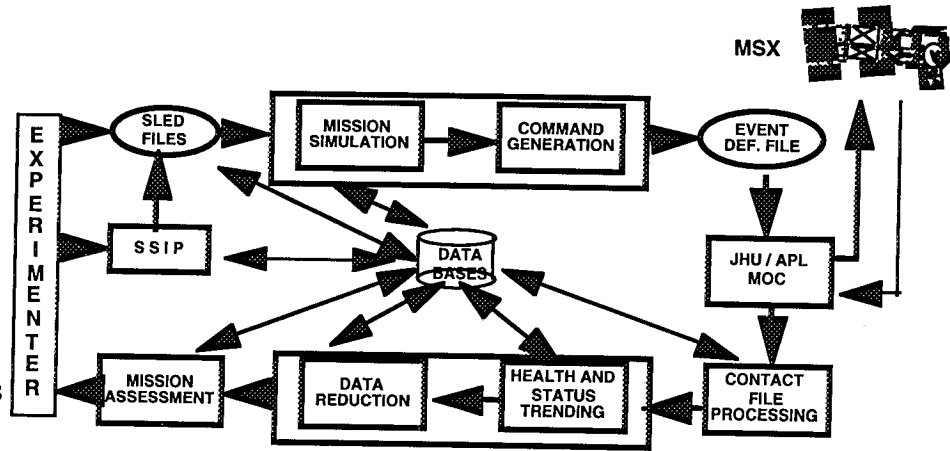 MSX
SLED
FILES
MISSION
SIMULATION
COMMAND
GENERATION
EVENT
DEF. FILE
EXPERIMENTER
SSIP
DATA
BASES
JHU / APL
MOC
MISSION
ASSESSMENT
DATA
REDUCTION
HEALTH AND
STATUS
TRENDING
CONTACT
FILE
PROCESSING
S